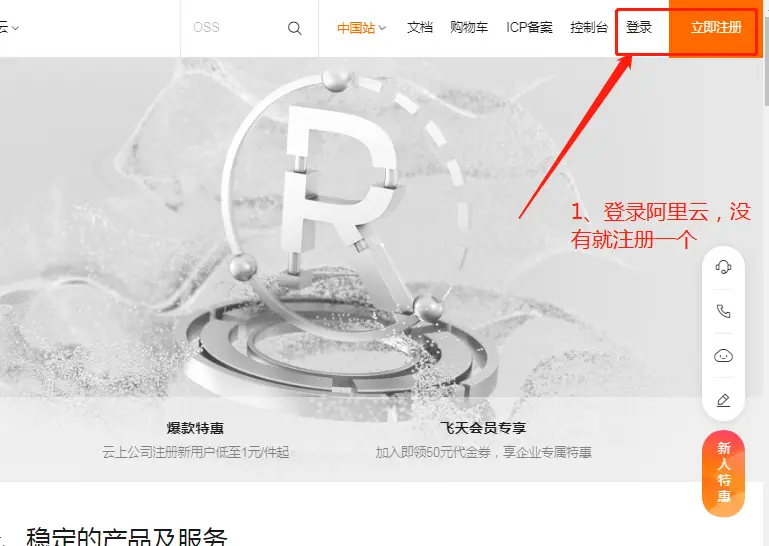 云
OSS
中国站
文档
购物车
ICP备案
控制台
登录
立即注册
R
1、登录阿里云，没
有就注册一个
爆款特惠
云上公司注册新用户低至1元/件起
飞天会员专享
加入即领50元代金券，享企业专属特惠
新
人
特
惠
、稳定的产品及服务